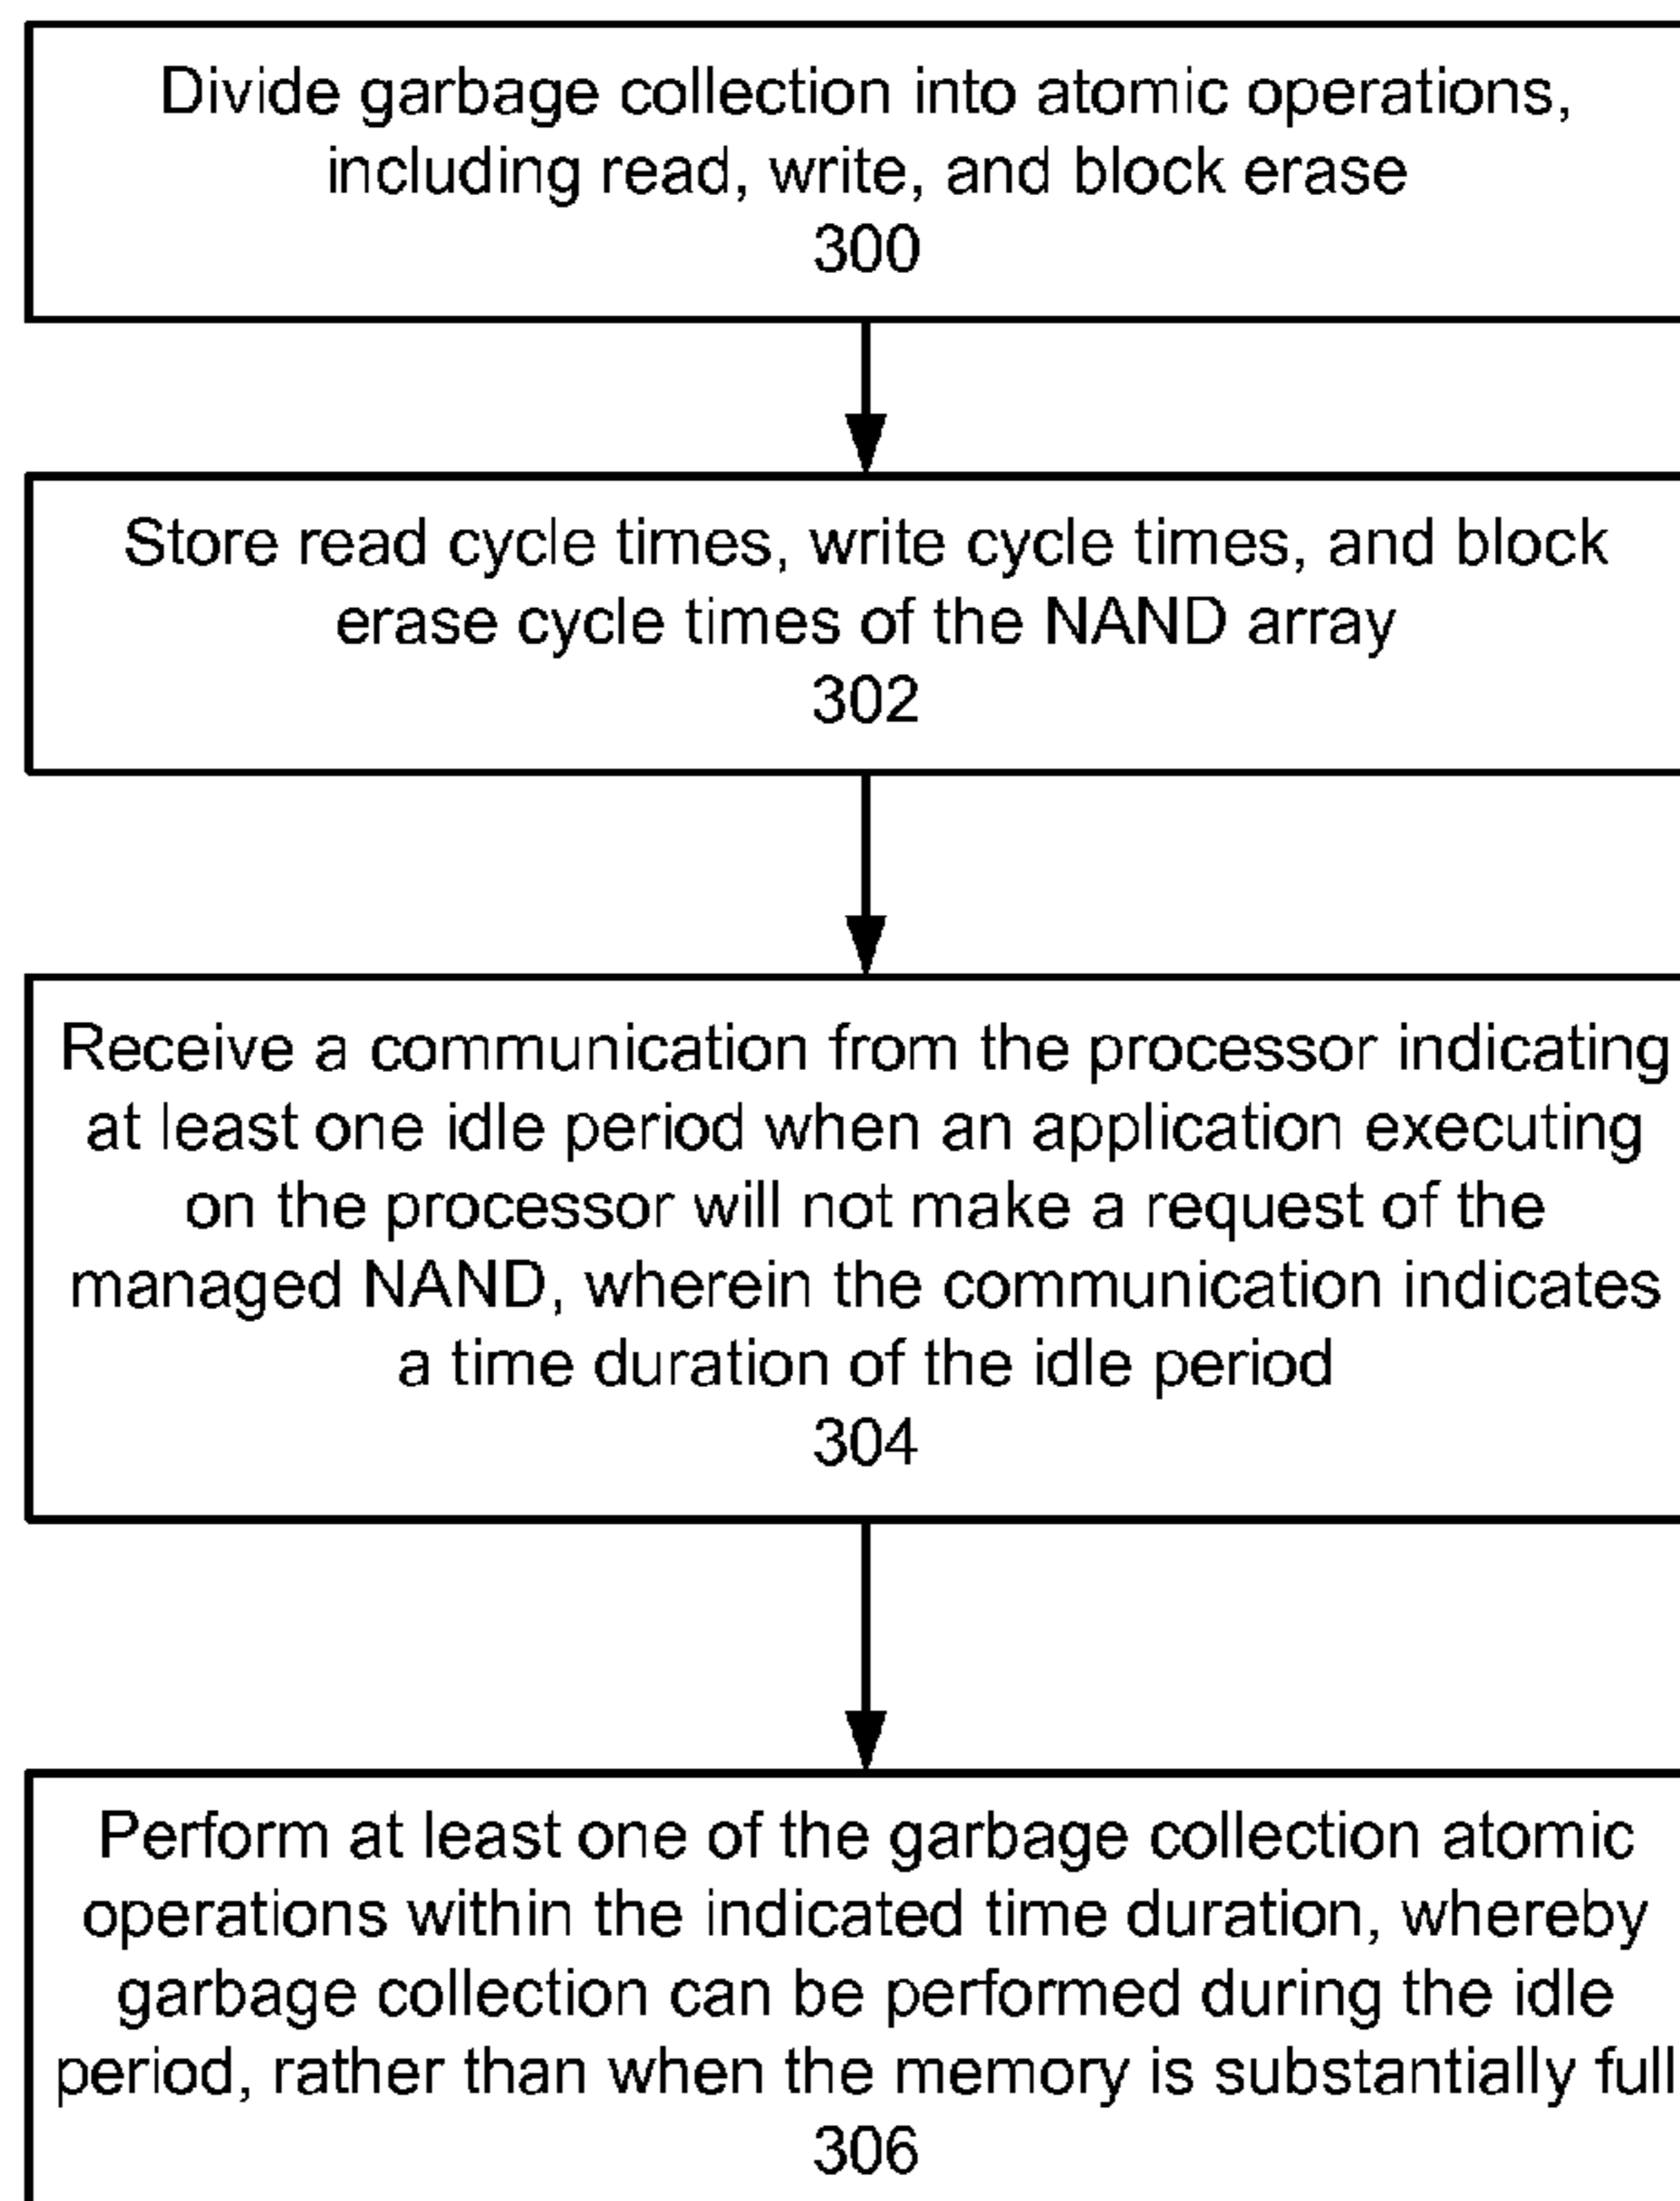 Divide garbage collection into atomic operations,
including read, write, and block erase
300
Store read cycle times, write cycle times, and block
erase cycle times of the NAND array
302
Receive a communication from the processor indicating
at least one idle period when an application executing
on the processor will not make a request of the
managed NAND, wherein the communication indicates
a time duration of the idle period
304
Perform at least one of the garbage collection atomic
operations within the indicated time duration, whereby
garbage collection can be performed during the idle
period, rather than when the memory is substantially full
306